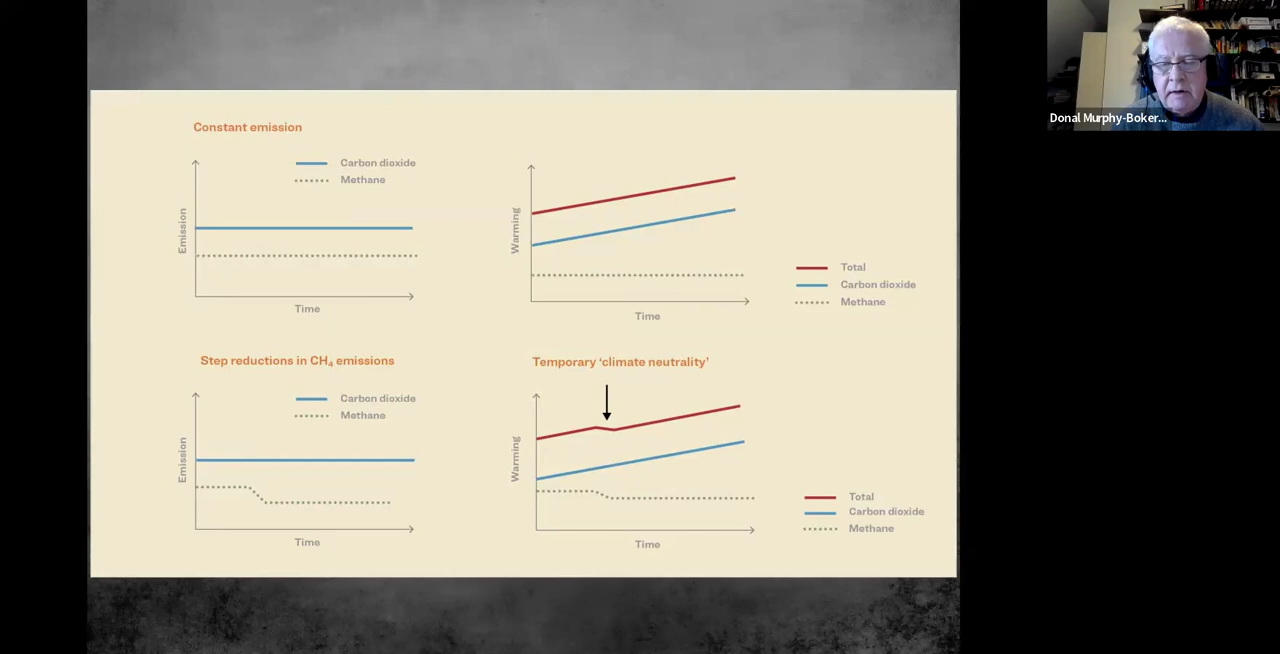 Constant emission
Carbon dioxide
Methane
Emission
Time
Warming
Time
Total
Carbon dioxide
Methane
Step reductions in CH₄ emissions
Carbon dioxide
Methane
Emission
Time
Temporary ‘climate neutrality’
Warming
Time
Total
Carbon dioxide
Methane
Donal Murphy-Boker...